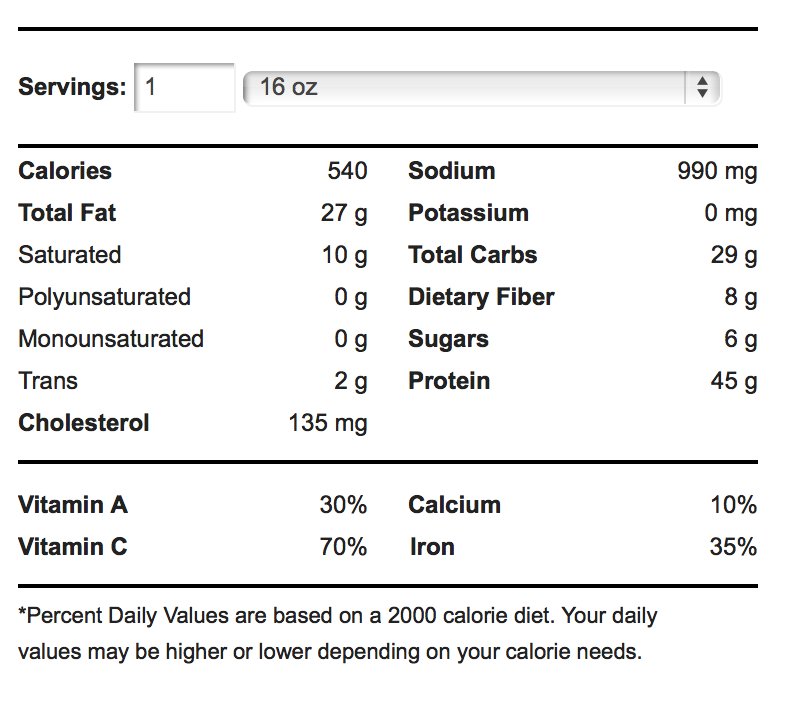 Servings: 1 16 oz
Calories 540 Sodium 990 mg
Total Fat 27 g Potassium 0 mg
Saturated 10 g Total Carbs 29 g
Polyunsaturated 0 g Dietary Fiber 8 g
Monounsaturated 0 g Sugars 6 g
Trans 2 g Protein 45 g
Cholesterol 135 mg
Vitamin A 30% Calcium 10%
Vitamin C 70% Iron 35%
*Percent Daily Values are based on a 2000 calorie diet. Your daily
values may be higher or lower depending on your calorie needs.